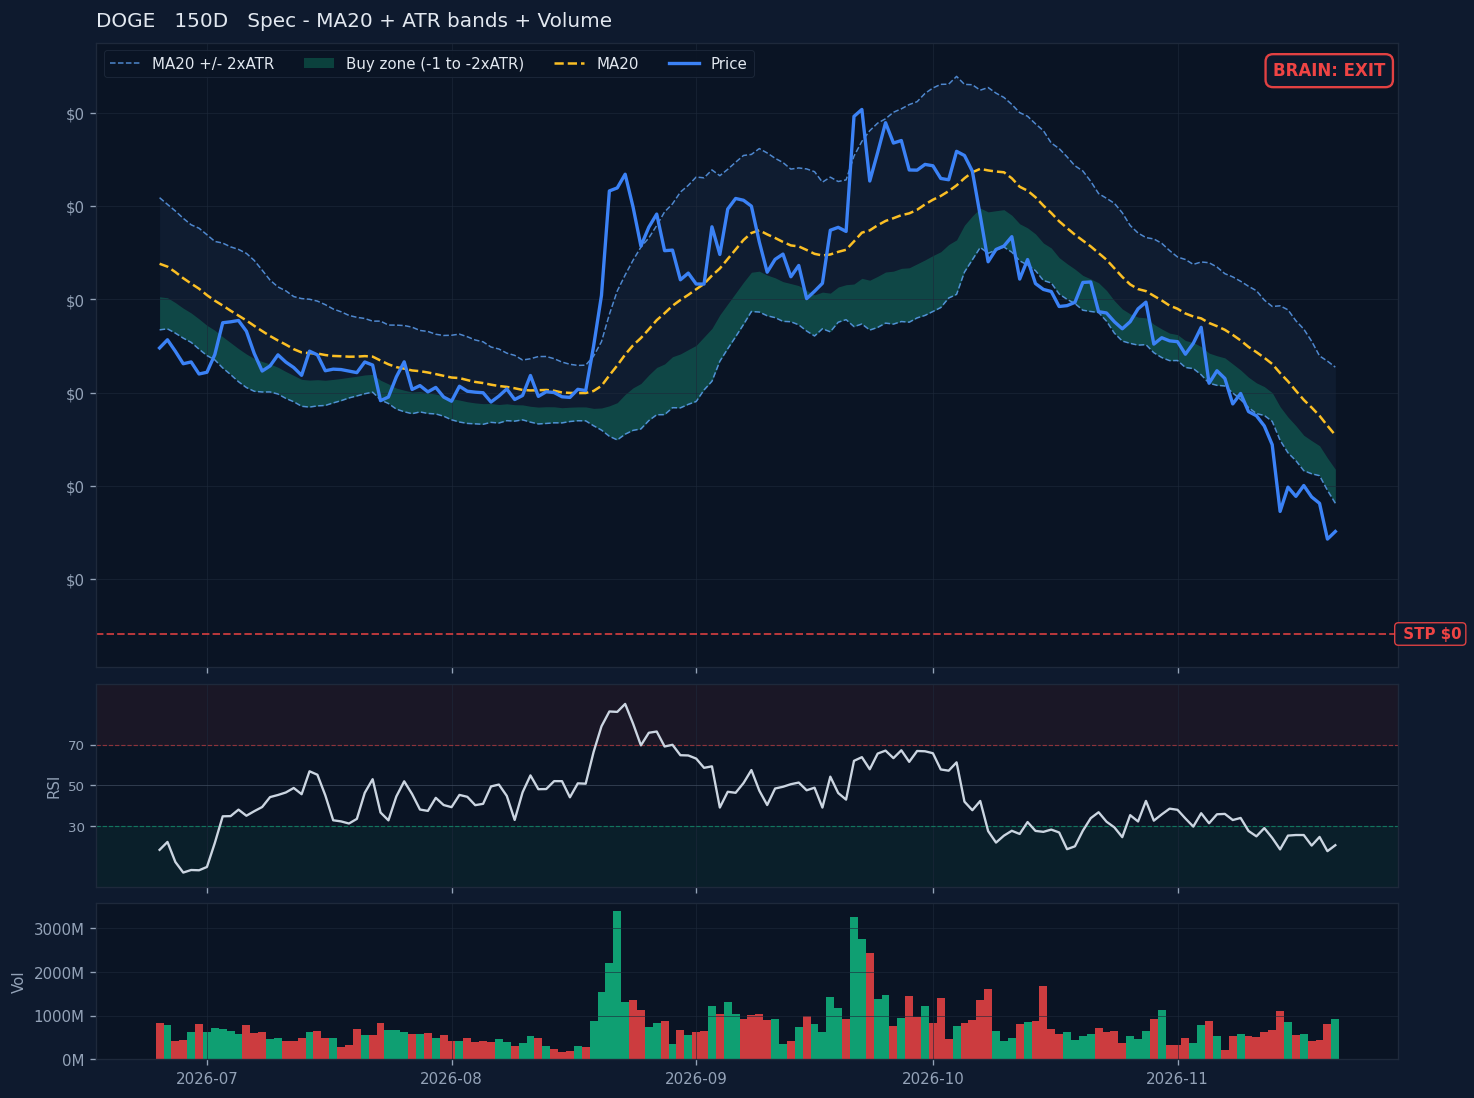 DOGE   150D   Spec - MA20 + ATR bands + Volume
MA20 +/- 2xATR
Buy zone (-1 to -2xATR)
MA20
Price
BRAIN: EXIT
$0
$0
$0
$0
$0
$0
STP $0
RSI
70
50
30
Vol
3000M
2000M
1000M
0M
2026-07
2026-08
2026-09
2026-10
2026-11